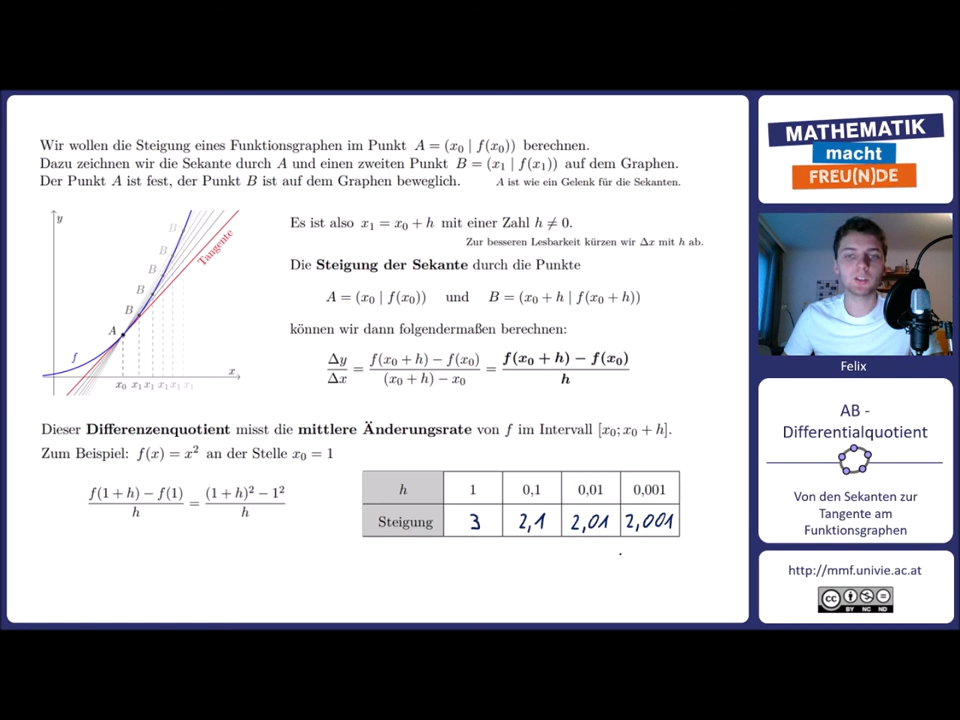 Wir wollen die Steigung eines Funktionsgraphen im Punkt A = (x₀ | f(x₀)) berechnen.
Dazu zeichnen wir die Sekante durch A und einen zweiten Punkt B = (x₁ | f(x₁)) auf dem Graphen.
Der Punkt A ist fest, der Punkt B ist auf dem Graphen beweglich. A ist wie ein Gelenk für die Sekanten.
y
B
B
B
B
B
A
Tangente
f
x
x₀ x₁ x₁ x₁ x₁ x₁
Es ist also x₁ = x₀ + h mit einer Zahl h ≠ 0.
Zur besseren Lesbarkeit kürzen wir Δx mit h ab.
Die Steigung der Sekante durch die Punkte
A = (x₀ | f(x₀)) und B = (x₀ + h | f(x₀ + h))
können wir dann folgendermaßen berechnen:
Δy/Δx = (f(x₀ + h) − f(x₀))/((x₀ + h) − x₀) = (f(x₀ + h) − f(x₀))/h
Dieser Differenzenquotient misst die mittlere Änderungsrate von f im Intervall [x₀; x₀ + h].
Zum Beispiel: f(x) = x² an der Stelle x₀ = 1
(f(1 + h) − f(1))/h = ((1 + h)² − 1²)/h
h 1 0,1 0,01 0,001
Steigung 3 2,1 2,01 2,001
MATHEMATIK
macht
FREU(N)DE
Felix
AB -
Differentialquotient
Von den Sekanten zur
Tangente am
Funktionsgraphen
http://mmf.univie.ac.at
cc
BY NC ND